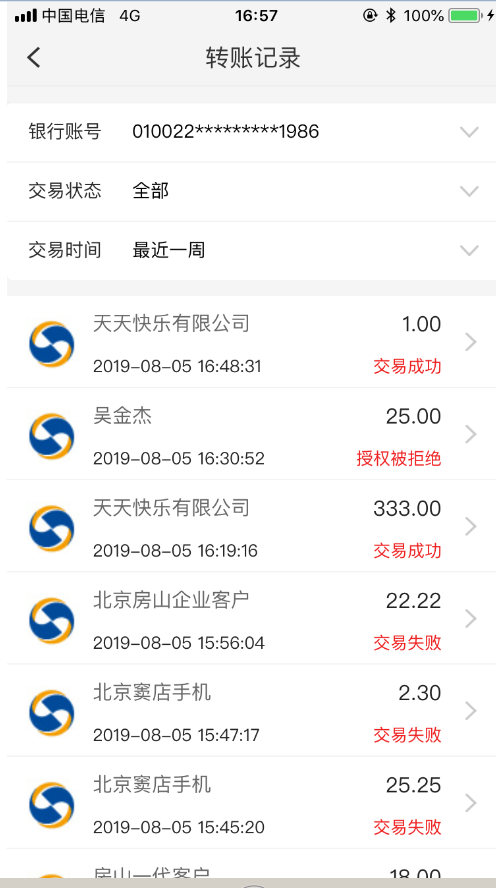 中国电信 4G 16:57 100%
转账记录
银行账号 010022*********1986
交易状态 全部
交易时间 最近一周
天天快乐有限公司 1.00
2019-08-05 16:48:31 交易成功
吴金杰 25.00
2019-08-05 16:30:52 授权被拒绝
天天快乐有限公司 333.00
2019-08-05 16:19:16 交易成功
北京房山企业客户 22.22
2019-08-05 15:56:04 交易失败
北京窦店手机 2.30
2019-08-05 15:47:17 交易失败
北京窦店手机 25.25
2019-08-05 15:45:20 交易失败
房山一代客户 18.00